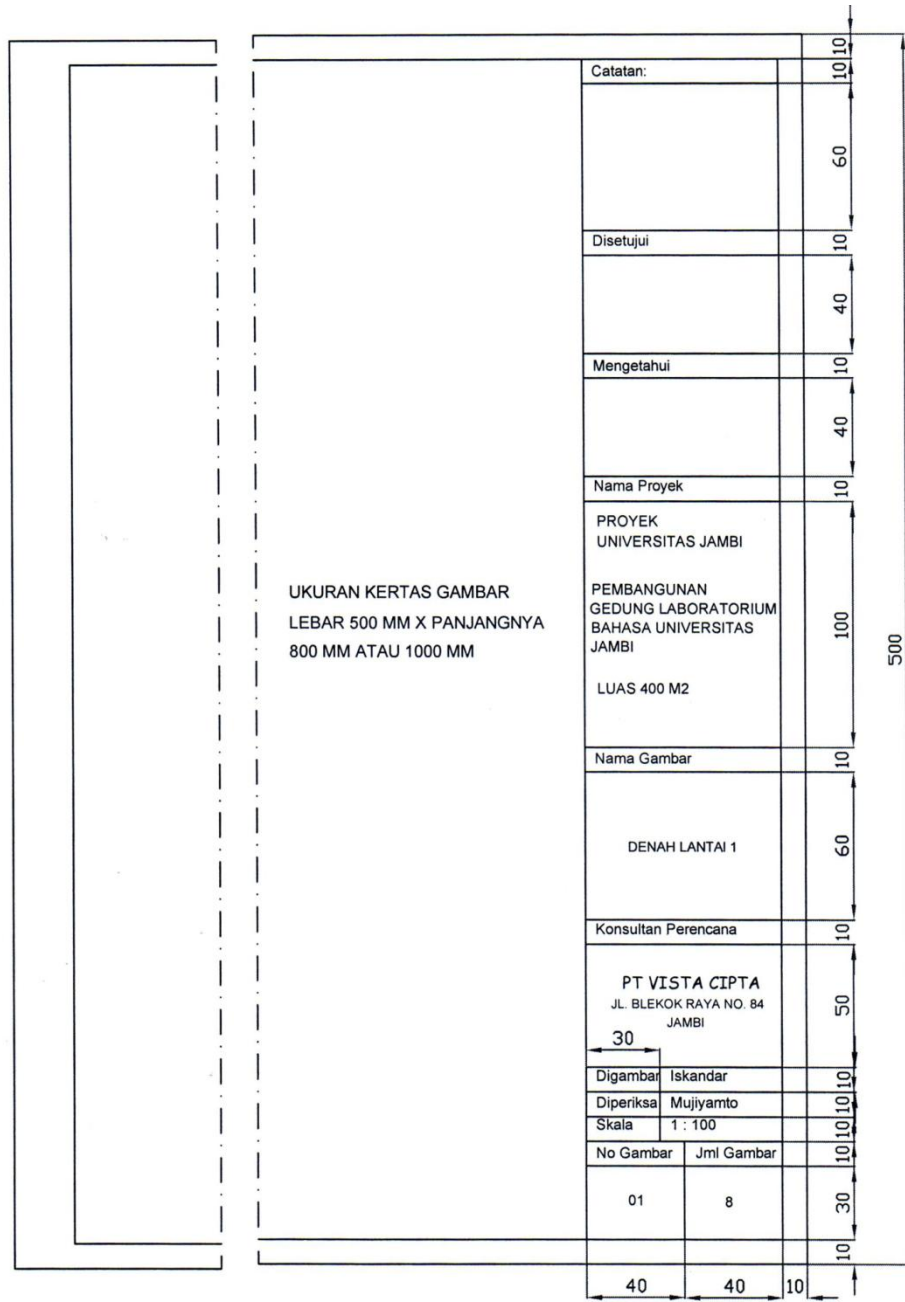 10
10
Catatan:
60
Disetujui
10
40
Mengetahui
10
40
Nama Proyek
10
PROYEK
UNIVERSITAS JAMBI
PEMBANGUNAN
GEDUNG LABORATORIUM
BAHASA UNIVERSITAS
JAMBI
LUAS 400 M2
100
UKURAN KERTAS GAMBAR
LEBAR 500 MM X PANJANGNYA
800 MM ATAU 1000 MM
500
Nama Gambar
10
DENAH LANTAI 1
60
Konsultan Perencana
10
PT VISTA CIPTA
JL. BLEKOK RAYA NO. 84
JAMBI
50
30
Digambar Iskandar
10
Diperiksa Mujiyamto
10
Skala 1 : 100
10
No Gambar Jml Gambar
10
01 8
30
10
40 40 10